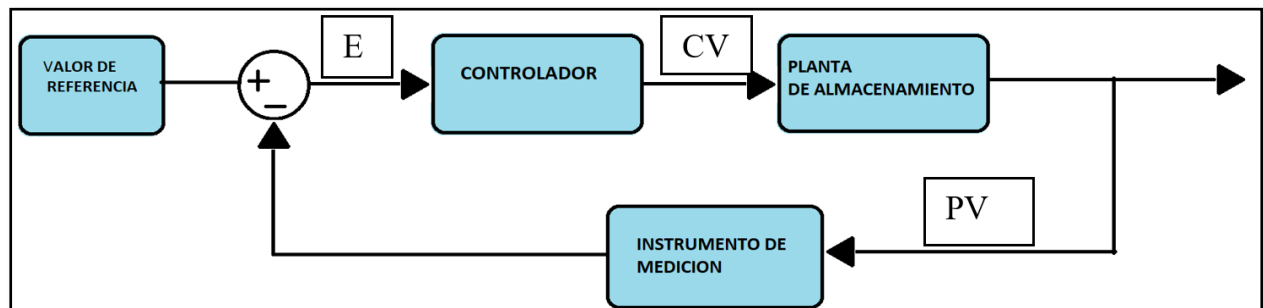 VALOR DE
REFERENCIA
+
−
E
CONTROLADOR
CV
PLANTA
DE ALMACENAMIENTO
PV
INSTRUMENTO DE
MEDICION